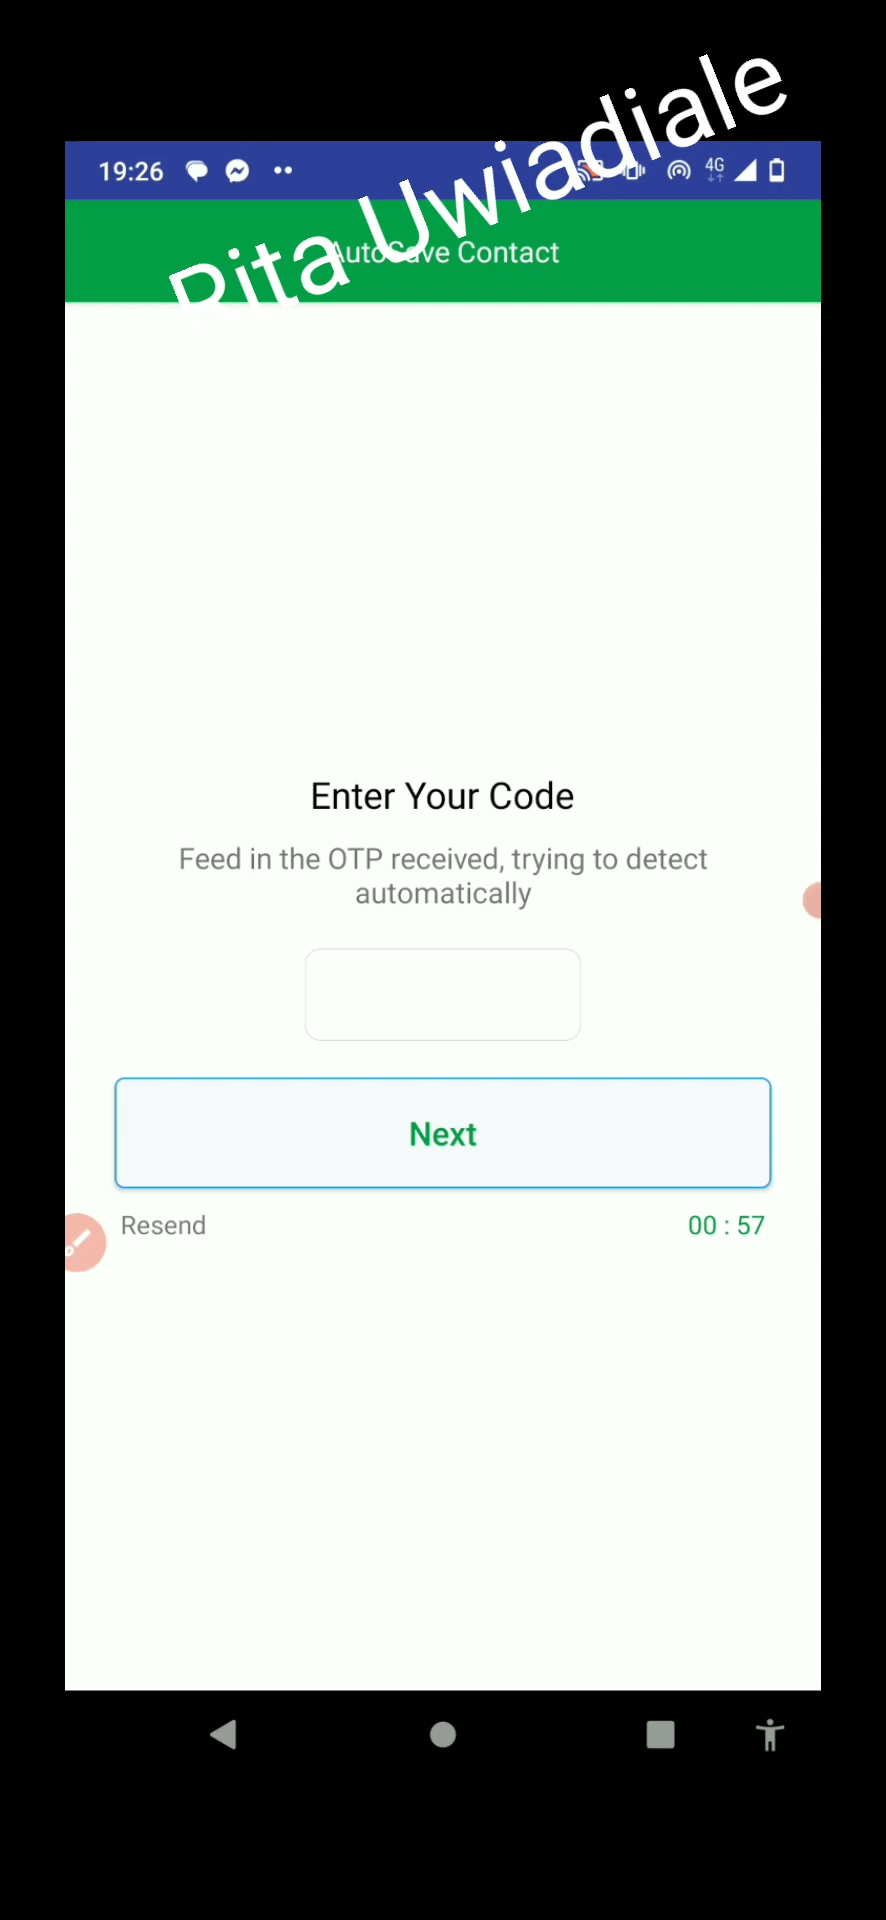 Rita Uwiadiale
19:26
4G
AutoSave Contact
Enter Your Code
Feed in the OTP received, trying to detect
automatically
Next
Resend
00 : 57